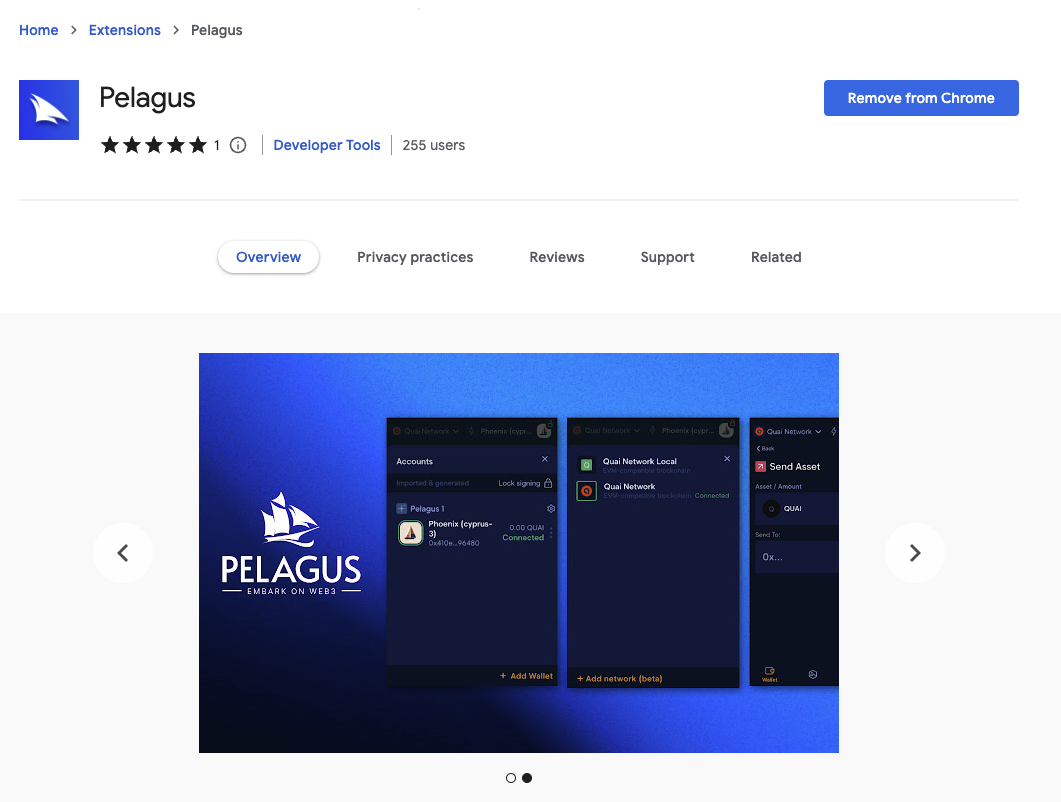 Home > Extensions > Pelagus
Pelagus
Remove from Chrome
1 Developer Tools 255 users
Overview Privacy practices Reviews Support Related
PELAGUS
EMBARK ON WEB3
Quai Network Phoenix (cypr...
Accounts
Imported & generated Lock signing
Pelagus 1
Phoenix (cyprus-
3)
0x410e...96480
0.00 QUAI
Connected
+ Add Wallet
Quai Network Phoenix (cypr...
Quai Network Local
EVM-compatible blockchain
Quai Network
EVM-compatible blockchain Connected
+ Add network (beta)
Quai Network
Back
Send Asset
Asset / Amount
QUAI
Send To:
0x...
Wallet